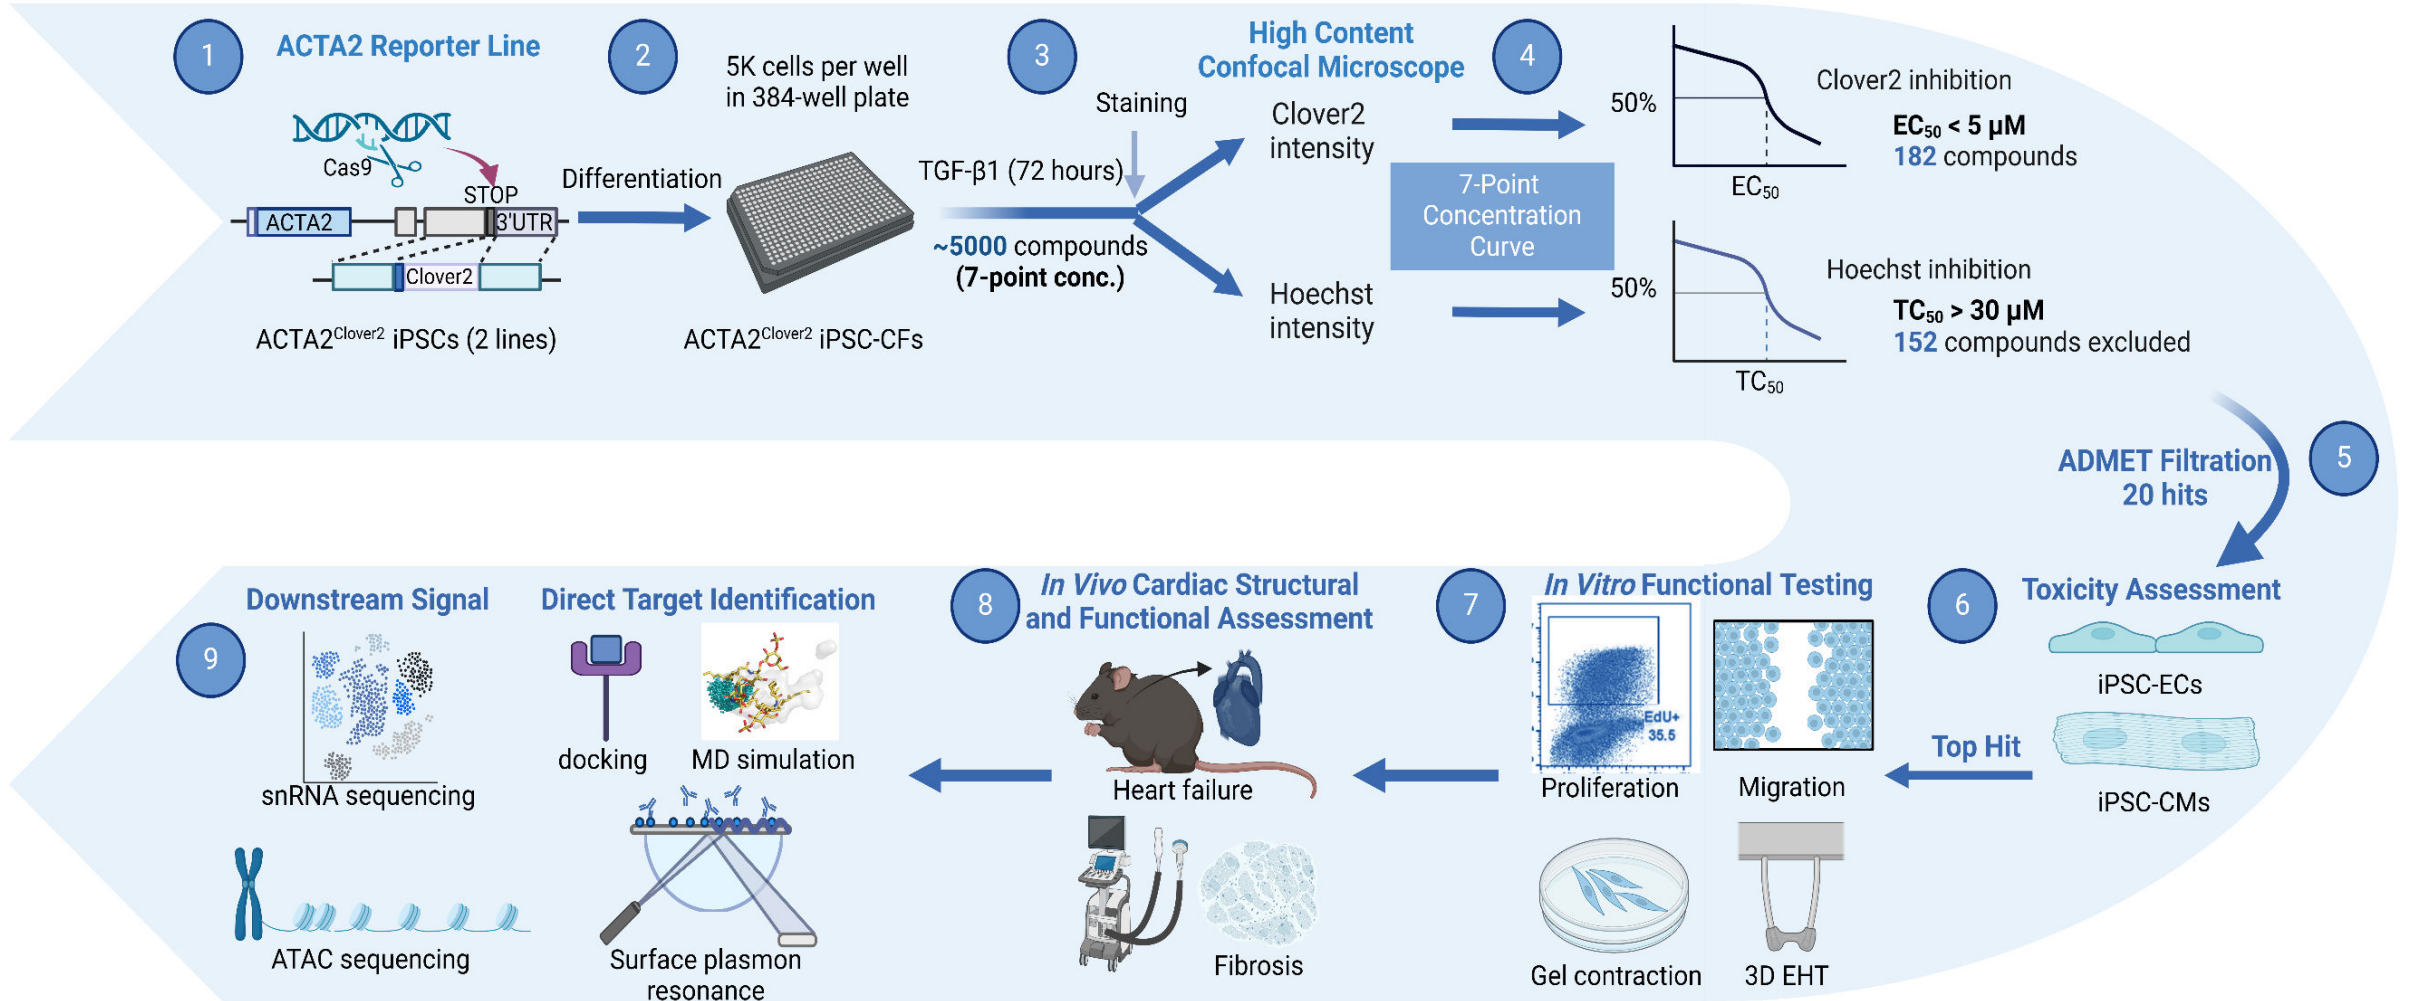 1
ACTA2 Reporter Line
Cas9
STOP
ACTA2
3'UTR
Clover2
ACTA2Clover2 iPSCs (2 lines)
Differentiation
2
5K cells per well
in 384-well plate
ACTA2Clover2 iPSC-CFs
3
TGF-β1 (72 hours)
~5000 compounds
(7-point conc.)
Staining
High Content
Confocal Microscope
Clover2
intensity
Hoechst
intensity
4
7-Point
Concentration
Curve
50%
EC50
Clover2 inhibition
EC50 < 5 µM
182 compounds
50%
TC50
Hoechst inhibition
TC50 > 30 µM
152 compounds excluded
5
ADMET Filtration
20 hits
6
Toxicity Assessment
iPSC-ECs
iPSC-CMs
Top Hit
7
In Vitro Functional Testing
EdU+
35.5
Proliferation
Migration
Gel contraction
3D EHT
8
In Vivo Cardiac Structural
and Functional Assessment
Heart failure
Fibrosis
9
Direct Target Identification
docking
MD simulation
Surface plasmon
resonance
Downstream Signal
snRNA sequencing
ATAC sequencing